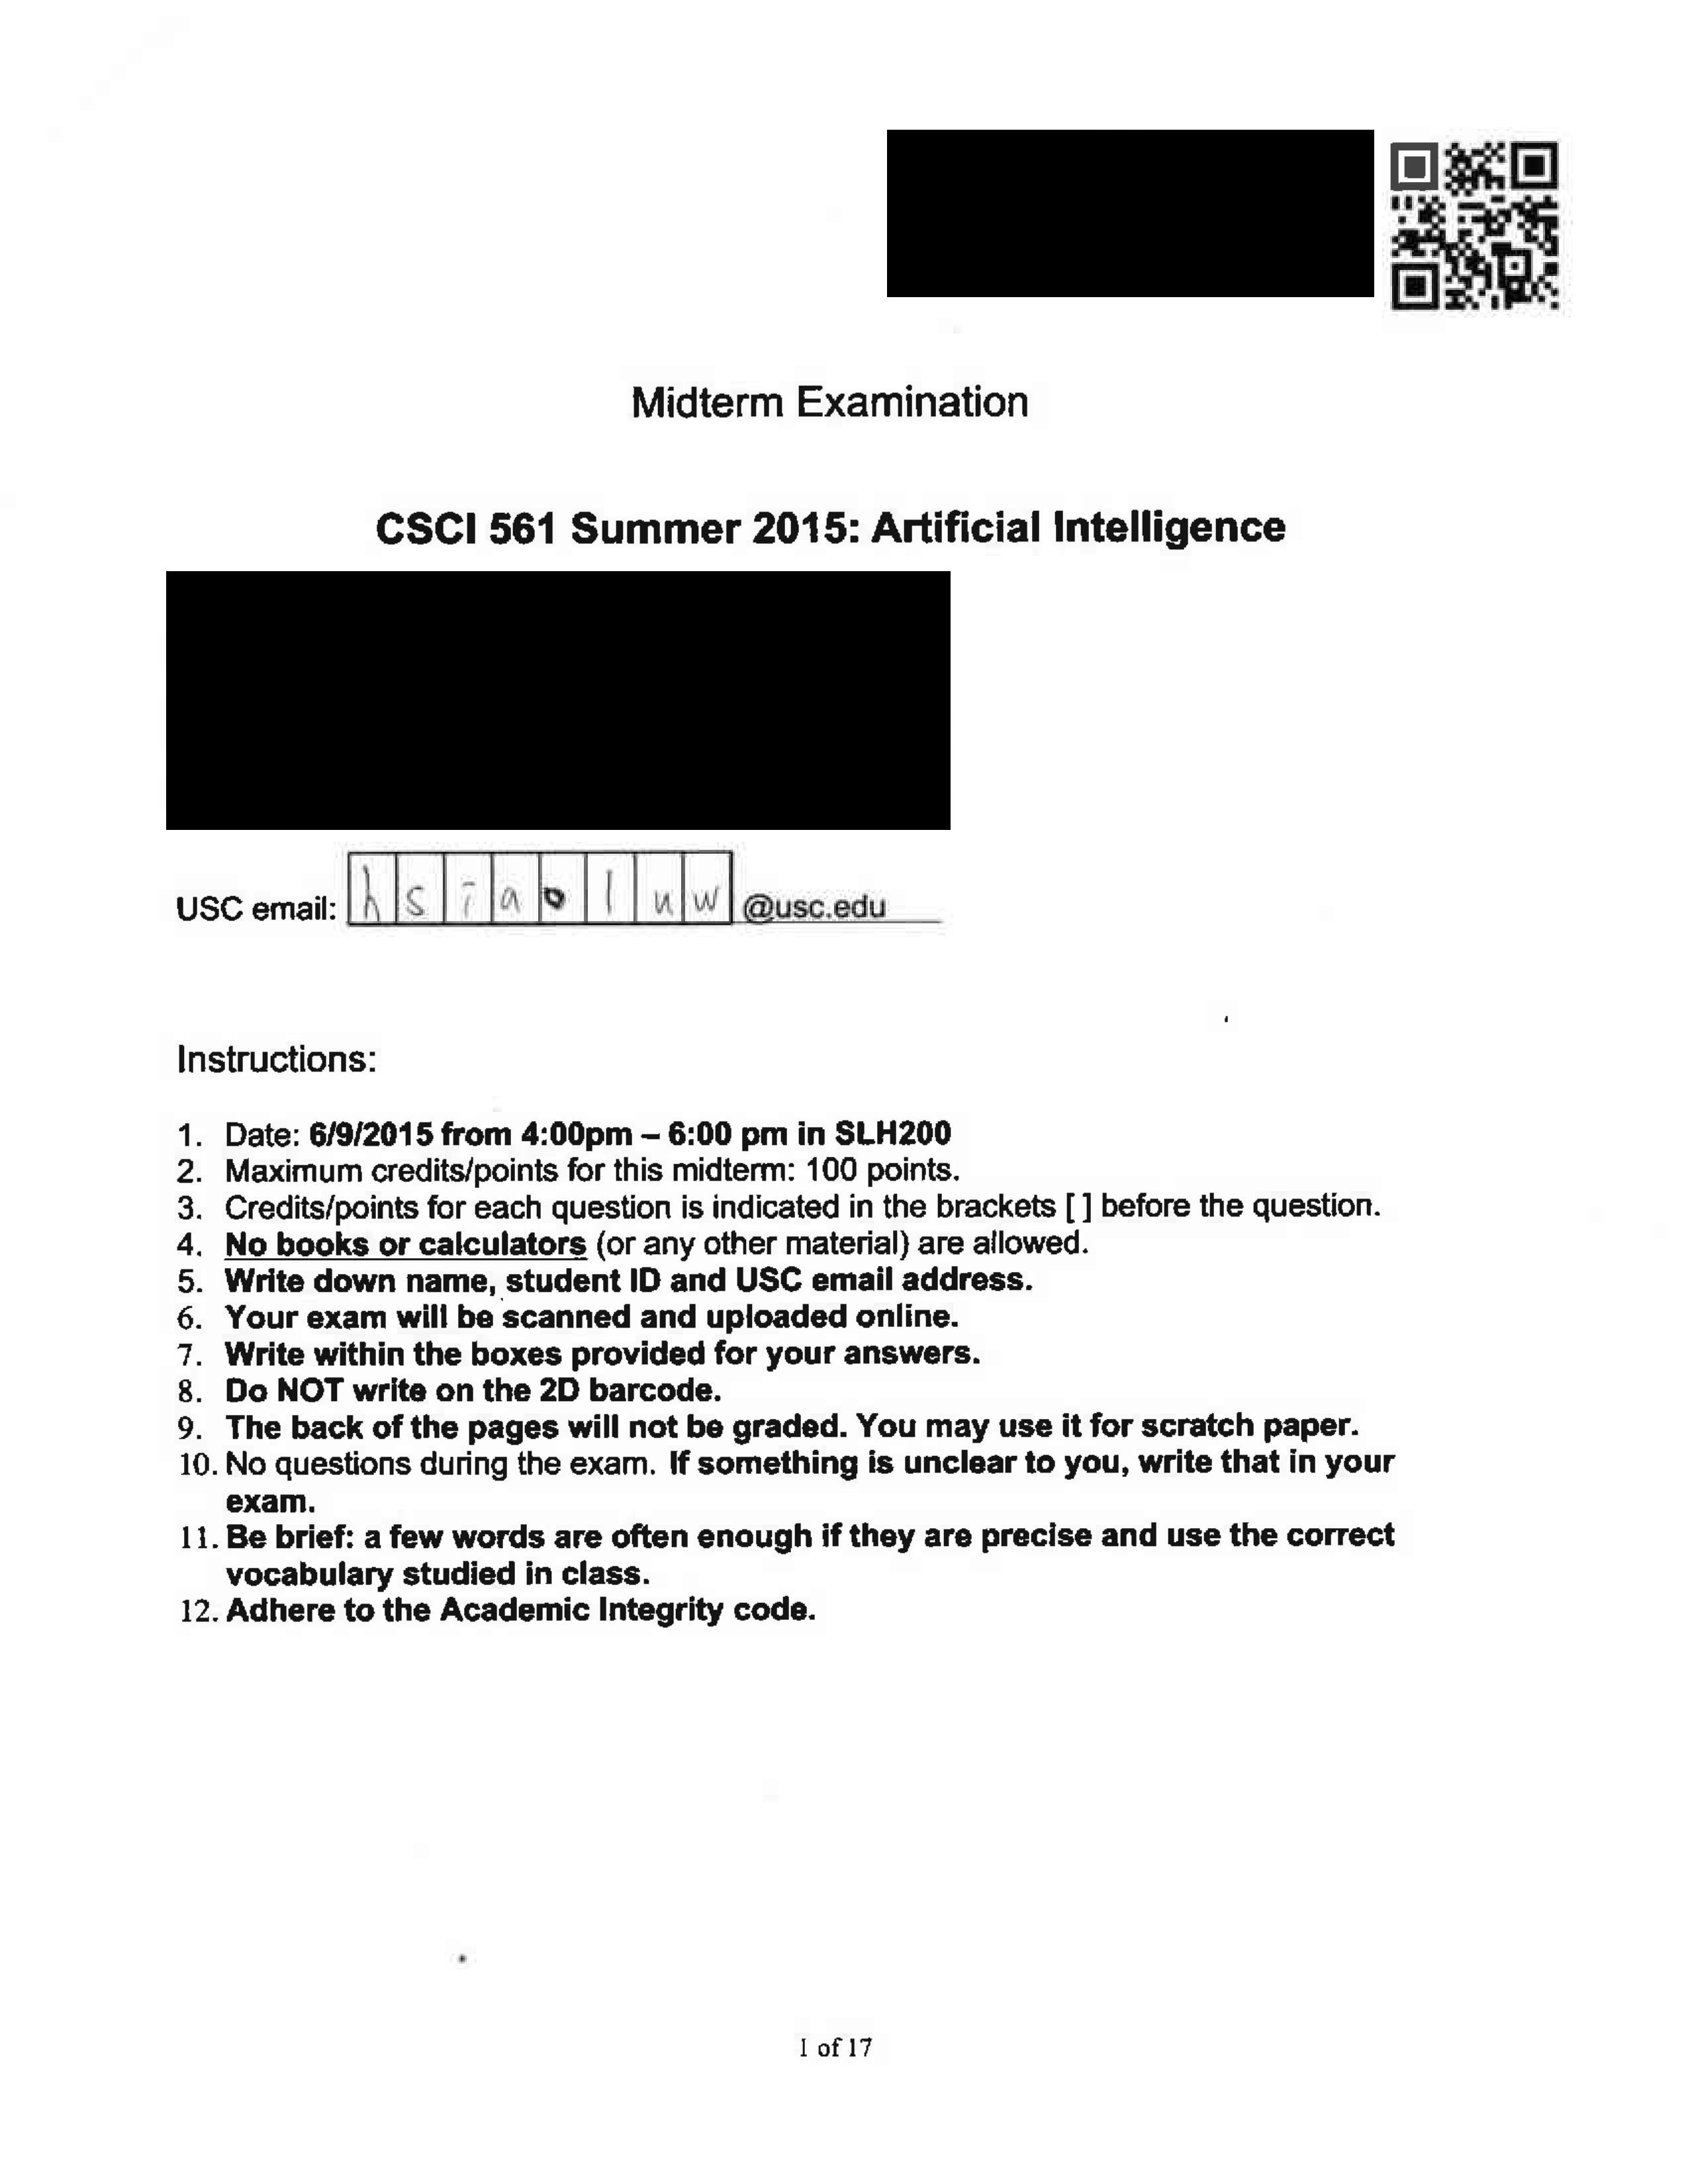 Midterm Examination
CSCI 561 Summer 2015: Artificial Intelligence
USC email: hsiaoluw @usc.edu
Instructions:
1. Date: 6/9/2015 from 4:00pm – 6:00 pm in SLH200
2. Maximum credits/points for this midterm: 100 points.
3. Credits/points for each question is indicated in the brackets [ ] before the question.
4. No books or calculators (or any other material) are allowed.
5. Write down name, student ID and USC email address.
6. Your exam will be scanned and uploaded online.
7. Write within the boxes provided for your answers.
8. Do NOT write on the 2D barcode.
9. The back of the pages will not be graded. You may use it for scratch paper.
10. No questions during the exam. If something is unclear to you, write that in your
exam.
11. Be brief: a few words are often enough if they are precise and use the correct
vocabulary studied in class.
12. Adhere to the Academic Integrity code.
1 of 17